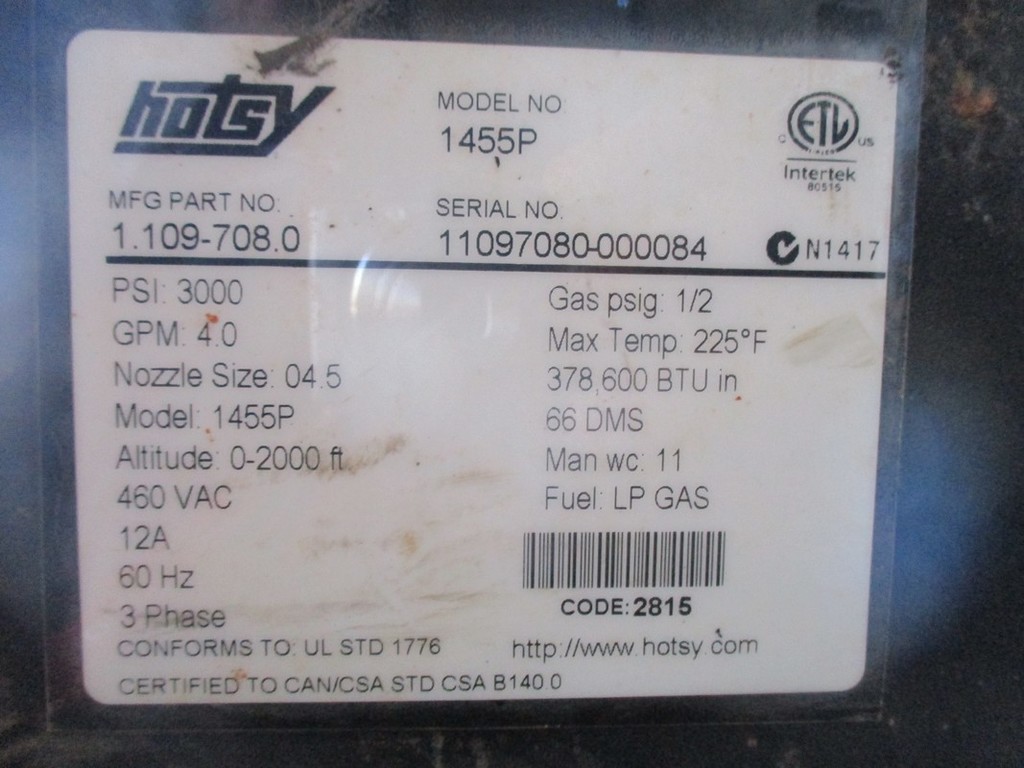 hotsy
MODEL NO
1455P
ETL
C US
LISTED
Intertek
80515
MFG PART NO.
1.109-708.0
SERIAL NO.
11097080-000084
N1417
PSI: 3000
GPM: 4.0
Nozzle Size: 04.5
Model: 1455P
Altitude: 0-2000 ft
460 VAC
12A
60 Hz
3 Phase
Gas psig: 1/2
Max Temp: 225°F
378,600 BTU in
66 DMS
Man wc: 11
Fuel: LP GAS
CODE:2815
CONFORMS TO: UL STD 1776
http://www.hotsy.com
CERTIFIED TO CAN/CSA STD CSA B140.0